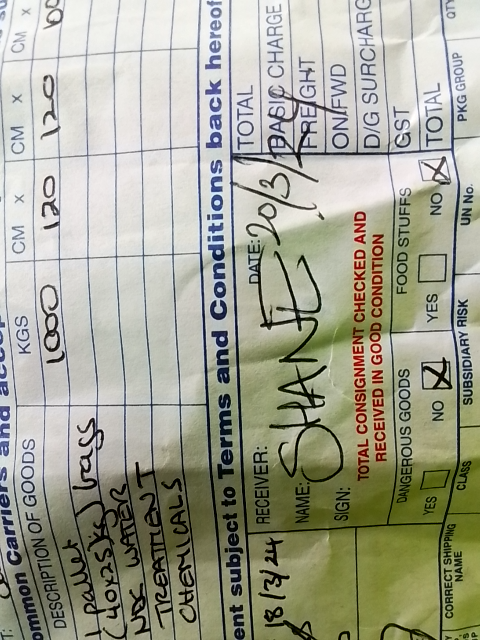 ommon Carriers and
DESCRIPTION OF GOODS KGS CM x CM x CM x
1 pallet 1000 120 120
(40x25kg) bags
NDC WATER
TREATMENT
CHEMICALS
ent subject to Terms and Conditions back hereof
18/3/24
RECEIVER:
NAME: SHANE DATE: 20/3/24
SIGN:
TOTAL CONSIGNMENT CHECKED AND
RECEIVED IN GOOD CONDITION
DANGEROUS GOODS FOOD STUFFS
YES NO YES NO
TOTAL
BASIC CHARGE
FREIGHT
ON/FWD
D/G SURCHARG
GST
TOTAL
CORRECT SHIPPING
NAME
CLASS SUBSIDIARY RISK UN No. PKG GROUP QTY